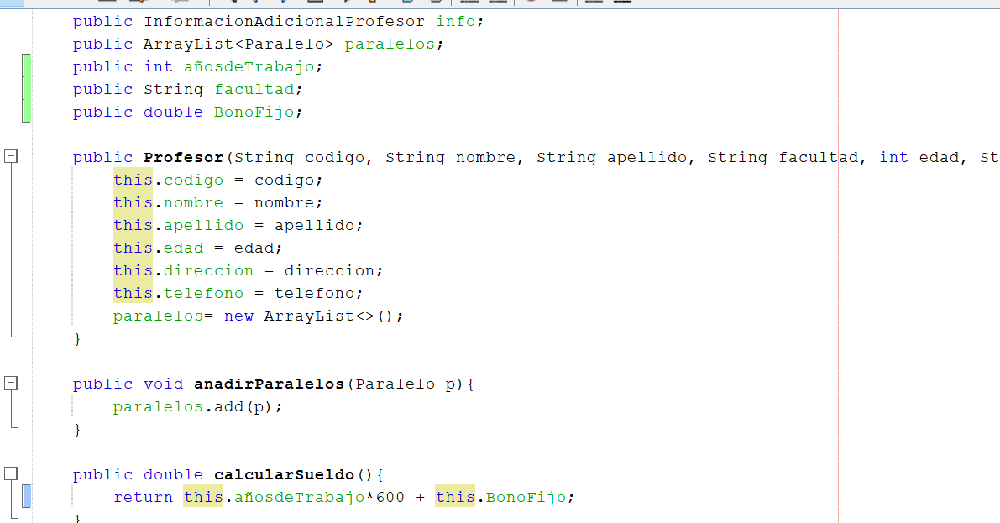 public InformacionAdicionalProfesor info;
public ArrayList<Paralelo> paralelos;
public int añosdeTrabajo;
public String facultad;
public double BonoFijo;
public Profesor(String codigo, String nombre, String apellido, String facultad, int edad, St
this.codigo = codigo;
this.nombre = nombre;
this.apellido = apellido;
this.edad = edad;
this.direccion = direccion;
this.telefono = telefono;
paralelos= new ArrayList<>();
}
public void anadirParalelos(Paralelo p){
paralelos.add(p);
}
public double calcularSueldo(){
return this.añosdeTrabajo*600 + this.BonoFijo;
}